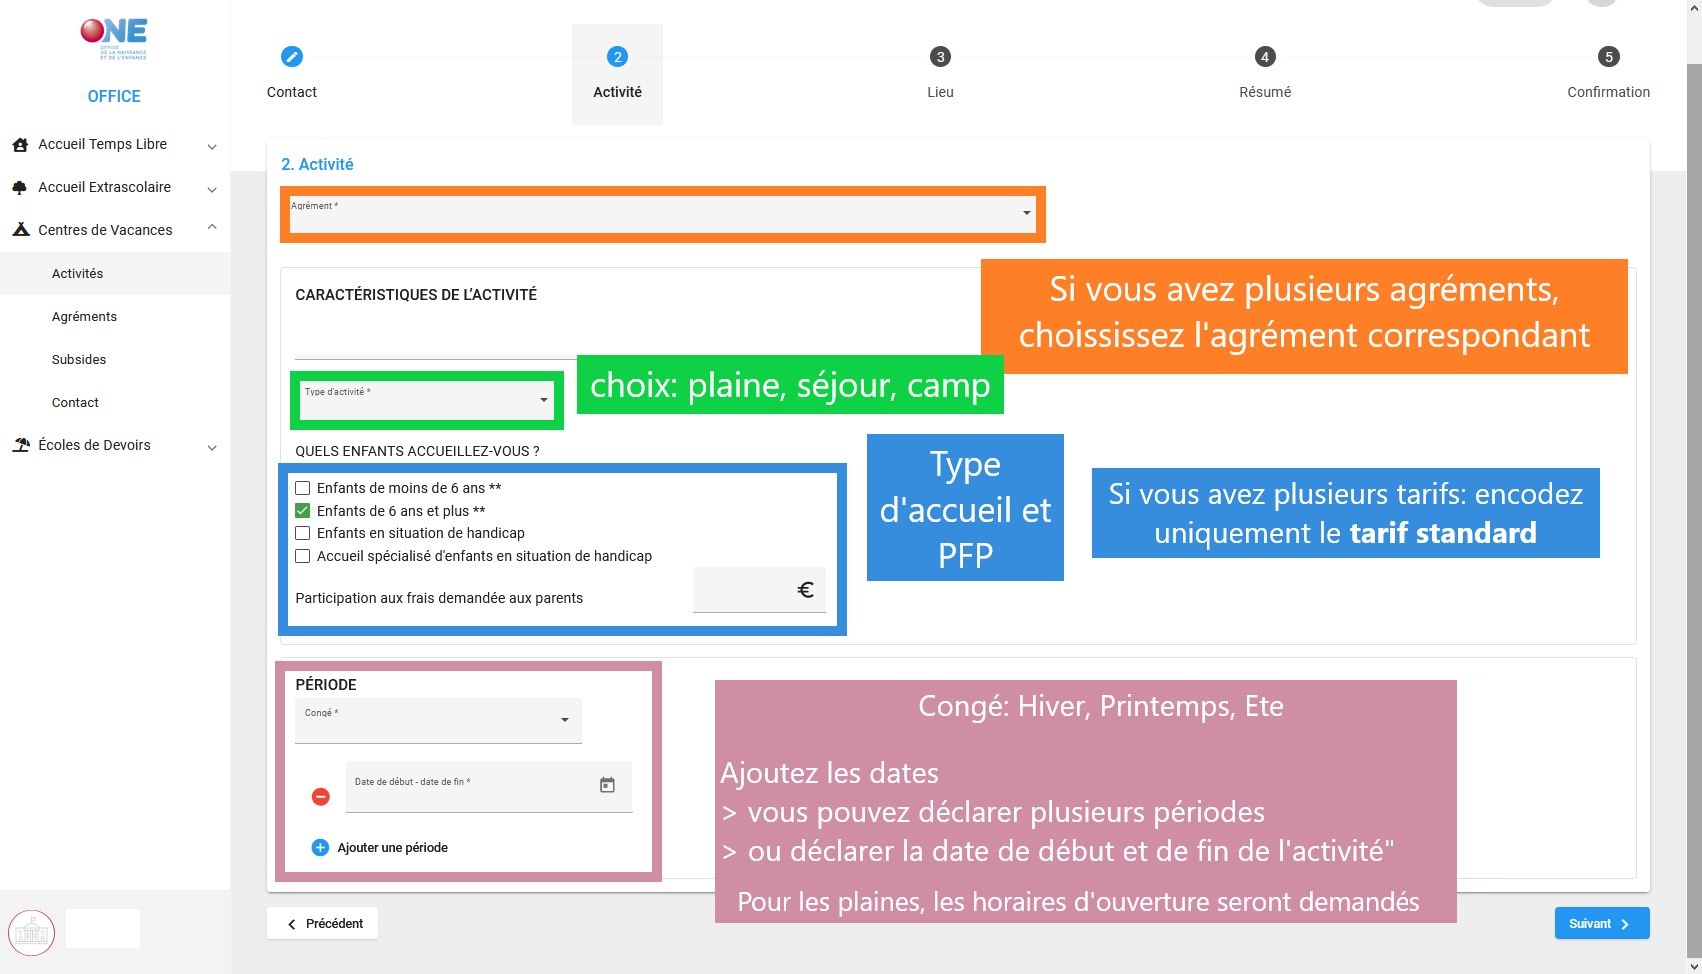 ONE
OFFICE
DE LA NAISSANCE
ET DE L'ENFANCE
OFFICE
Accueil Temps Libre
Accueil Extrascolaire
Centres de Vacances
Activités
Agréments
Subsides
Contact
Écoles de Devoirs
Contact
2
Activité
3
Lieu
4
Résumé
5
Confirmation
2. Activité
Agrément *
Si vous avez plusieurs agréments,
choississez l'agrément correspondant
CARACTÉRISTIQUES DE L'ACTIVITÉ
Type d'activité *
choix: plaine, séjour, camp
QUELS ENFANTS ACCUEILLEZ-VOUS ?
Enfants de moins de 6 ans **
Enfants de 6 ans et plus **
Enfants en situation de handicap
Accueil spécialisé d'enfants en situation de handicap
Participation aux frais demandée aux parents
€
Type
d'accueil et
PFP
Si vous avez plusieurs tarifs: encodez
uniquement le tarif standard
PÉRIODE
Congé *
Date de début - date de fin *
Ajouter une période
Congé: Hiver, Printemps, Ete
Ajoutez les dates
> vous pouvez déclarer plusieurs périodes
> ou déclarer la date de début et de fin de l'activité"
Pour les plaines, les horaires d'ouverture seront demandés
Précédent
Suivant